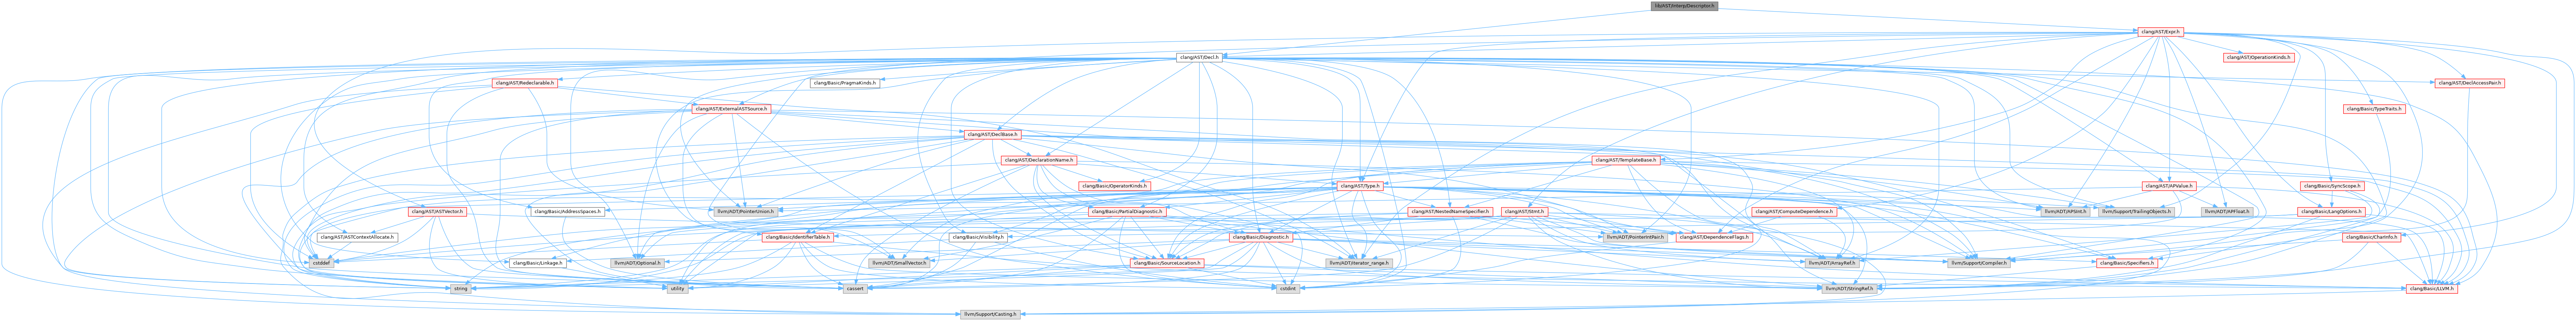 lib/AST/Interp/Descriptor.h
clang/AST/Expr.h
clang/AST/Decl.h
clang/AST/OperationKinds.h
clang/AST/Redeclarable.h
clang/Basic/PragmaKinds.h
clang/AST/DeclAccessPair.h
clang/AST/ExternalASTSource.h
clang/Basic/TypeTraits.h
clang/AST/DeclBase.h
clang/AST/DeclarationName.h
clang/AST/TemplateBase.h
clang/Basic/OperatorKinds.h
clang/AST/Type.h
clang/AST/APValue.h
clang/Basic/SyncScope.h
clang/AST/ASTVector.h
clang/Basic/AddressSpaces.h
llvm/ADT/PointerUnion.h
clang/Basic/PartialDiagnostic.h
clang/AST/NestedNameSpecifier.h
clang/AST/Stmt.h
clang/AST/ComputeDependence.h
llvm/ADT/APSInt.h
llvm/Support/TrailingObjects.h
llvm/ADT/APFloat.h
clang/Basic/LangOptions.h
clang/AST/ASTContextAllocate.h
clang/Basic/IdentifierTable.h
clang/Basic/Visibility.h
clang/Basic/Diagnostic.h
llvm/ADT/PointerIntPair.h
clang/AST/DependenceFlags.h
clang/Basic/CharInfo.h
cstddef
clang/Basic/Linkage.h
llvm/ADT/Optional.h
llvm/ADT/SmallVector.h
clang/Basic/SourceLocation.h
llvm/ADT/iterator_range.h
llvm/ADT/ArrayRef.h
llvm/Support/Compiler.h
clang/Basic/Specifiers.h
string
utility
cassert
cstdint
llvm/ADT/StringRef.h
clang/Basic/LLVM.h
llvm/Support/Casting.h